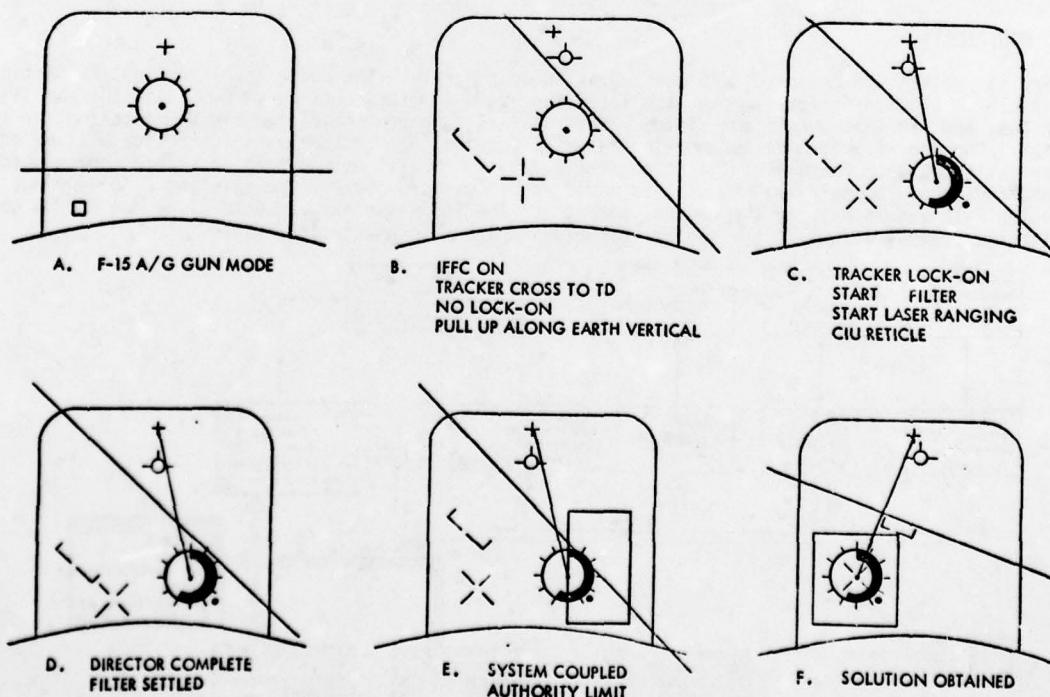 A. F-15 A/G GUN MODE
B. IFFC ON
TRACKER CROSS TO TD
NO LOCK-ON
PULL UP ALONG EARTH VERTICAL
C. TRACKER LOCK-ON
START FILTER
START LASER RANGING
CIU RETICLE
D. DIRECTOR COMPLETE
FILTER SETTLED
E. SYSTEM COUPLED
AUTHORITY LIMIT
F. SOLUTION OBTAINED